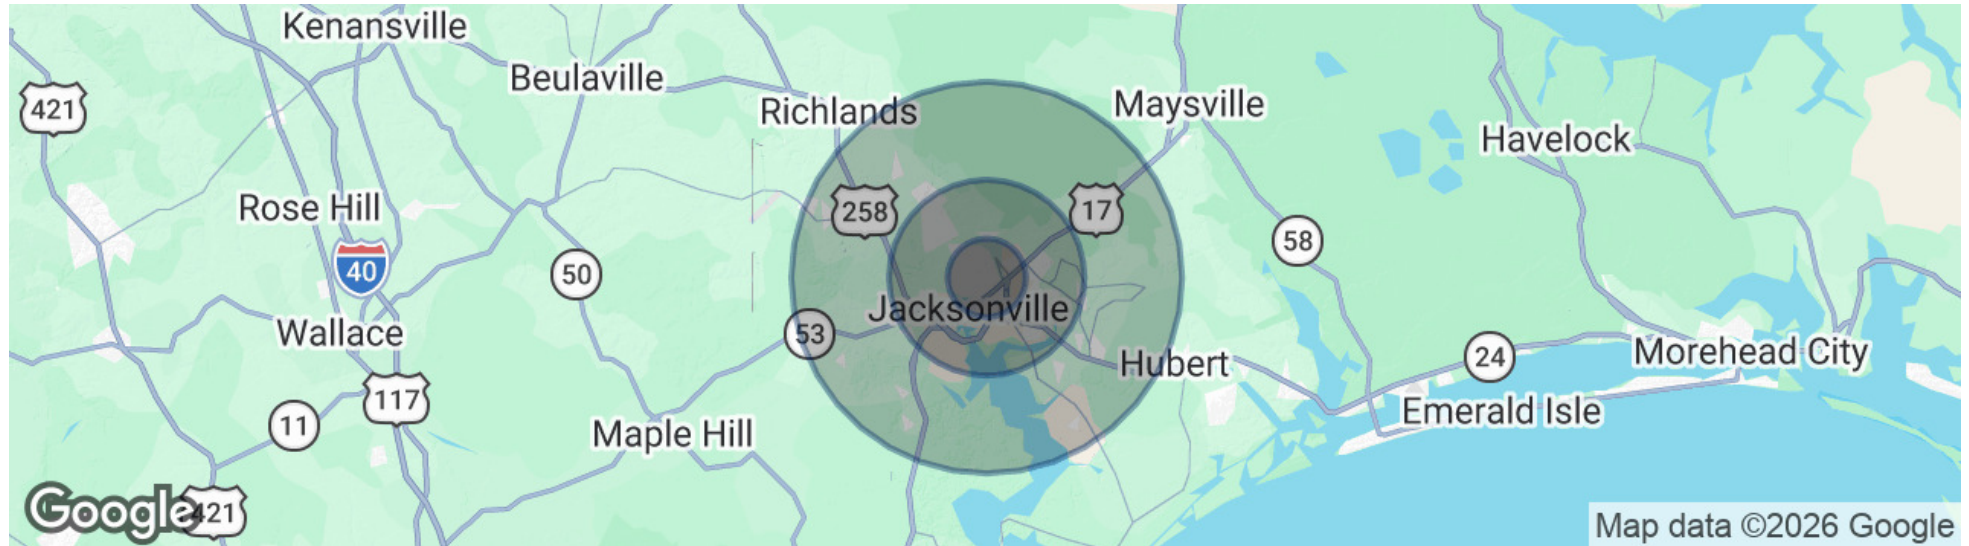 Kenansville
Beulaville
421
Richlands
Maysville
Havelock
Rose Hill
258
17
58
40
50
Jacksonville
Wallace
53
Hubert
24
Morehead City
117
11
Maple Hill
Emerald Isle
Google
421
Map data ©2026 Google